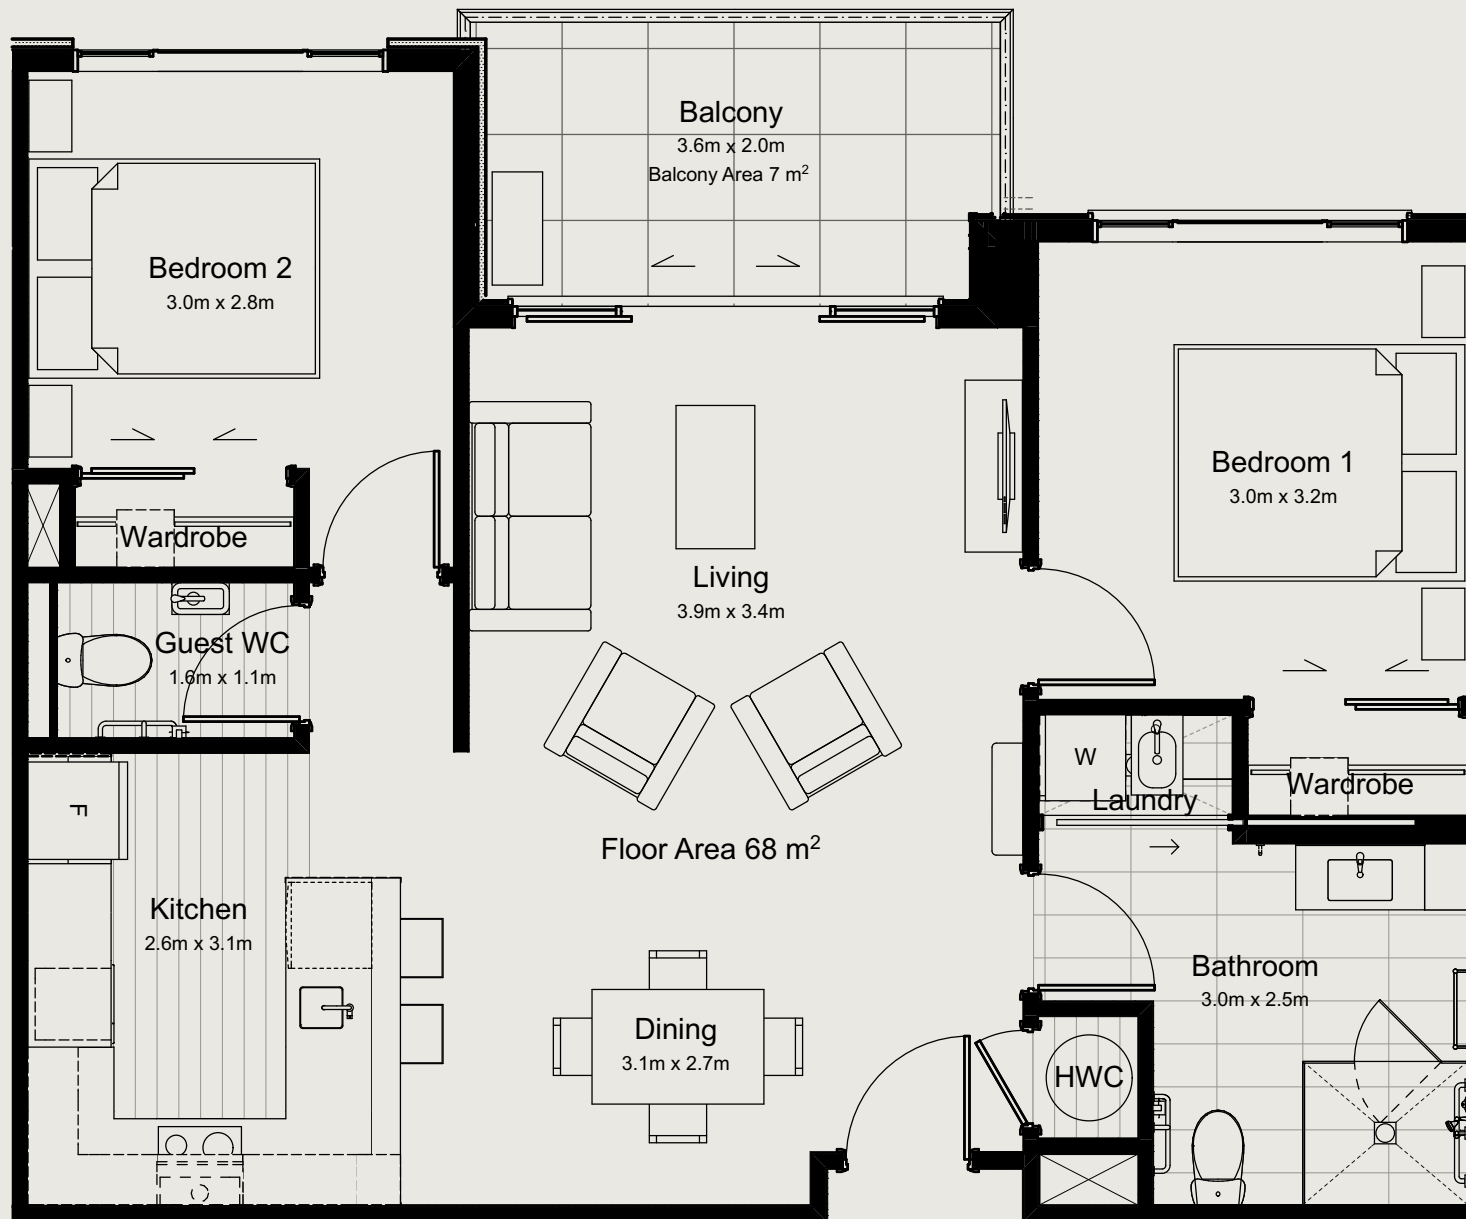 Balcony
3.6m x 2.0m
Balcony Area 7 m²
Bedroom 2
3.0m x 2.8m
Bedroom 1
3.0m x 3.2m
Wardrobe
Living
3.9m x 3.4m
Guest WC
1.6m x 1.1m
W
Laundry
Wardrobe
F
Floor Area 68 m²
Kitchen
2.6m x 3.1m
Bathroom
3.0m x 2.5m
Dining
3.1m x 2.7m
HWC